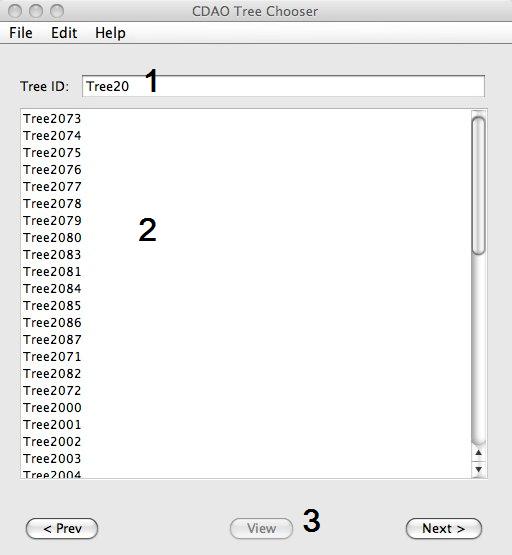 CDAO Tree Chooser
File Edit Help
Tree ID: Tree20 1
Tree2073
Tree2074
Tree2075
Tree2076
Tree2077
Tree2078
Tree2079
2
Tree2080
Tree2083
Tree2081
Tree2084
Tree2085
Tree2086
Tree2087
Tree2071
Tree2082
Tree2072
Tree2000
Tree2001
Tree2002
Tree2003
Tree2004
< Prev View 3 Next >